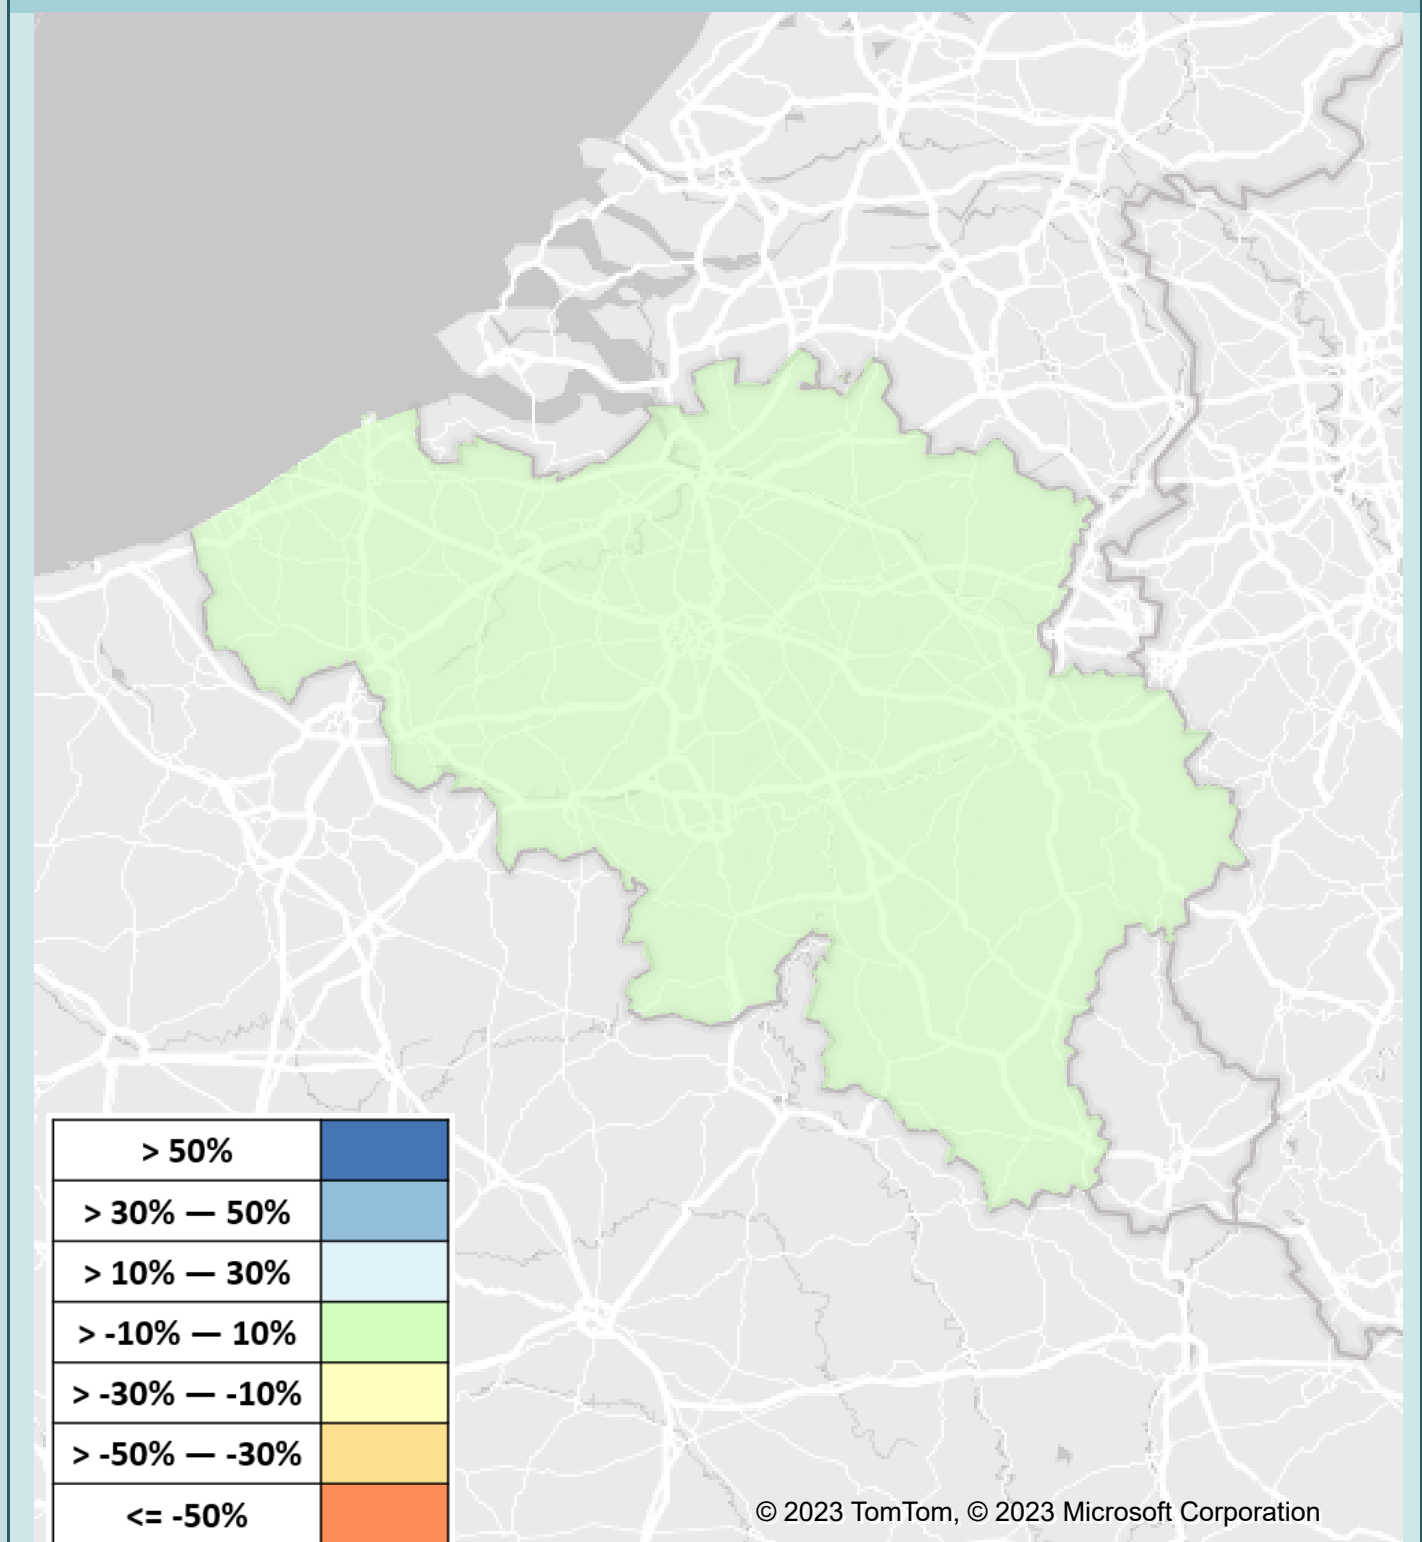 > 50%
> 30% — 50%
> 10% — 30%
> -10% — 10%
> -30% — -10%
> -50% — -30%
<= -50%
© 2023 TomTom, © 2023 Microsoft Corporation